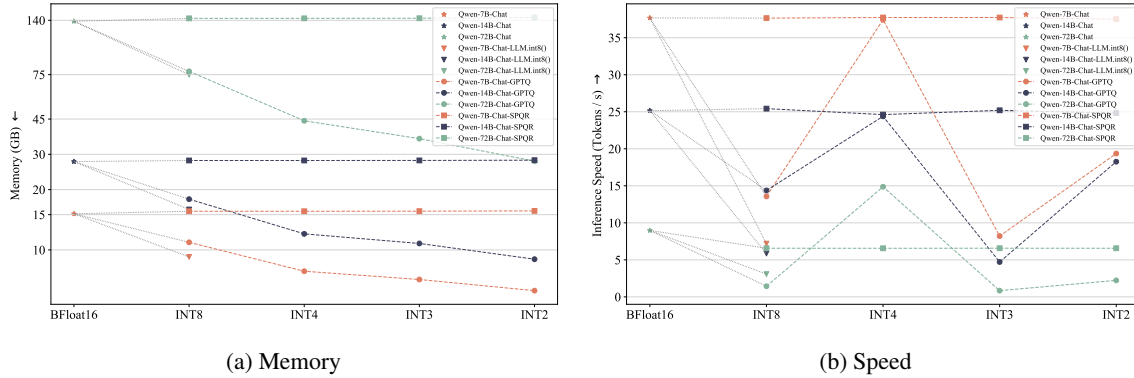 140
75
45
30
20
15
10
Memory (GB) ←
BFloat16 INT8 INT4 INT3 INT2
Qwen-7B-Chat
Qwen-14B-Chat
Qwen-72B-Chat
Qwen-7B-Chat-LLM.int8()
Qwen-14B-Chat-LLM.int8()
Qwen-72B-Chat-LLM.int8()
Qwen-7B-Chat-GPTQ
Qwen-14B-Chat-GPTQ
Qwen-72B-Chat-GPTQ
Qwen-7B-Chat-SPQR
Qwen-14B-Chat-SPQR
Qwen-72B-Chat-SPQR
(a) Memory
35
30
25
20
15
10
5
0
Inference Speed (Tokens / s) →
BFloat16 INT8 INT4 INT3 INT2
Qwen-7B-Chat
Qwen-14B-Chat
Qwen-72B-Chat
Qwen-7B-Chat-LLM.int8()
Qwen-14B-Chat-LLM.int8()
Qwen-72B-Chat-LLM.int8()
Qwen-7B-Chat-GPTQ
Qwen-14B-Chat-GPTQ
Qwen-72B-Chat-GPTQ
Qwen-7B-Chat-SPQR
Qwen-14B-Chat-SPQR
Qwen-72B-Chat-SPQR
(b) Speed